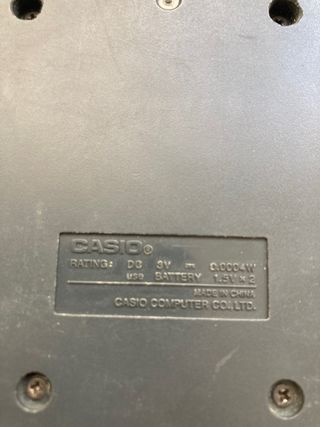 CASIO®
RATING: DC 3V ⎓ 0.0004W
USE BATTERY 1.5V × 2
MADE IN CHINA
CASIO COMPUTER CO.,LTD.